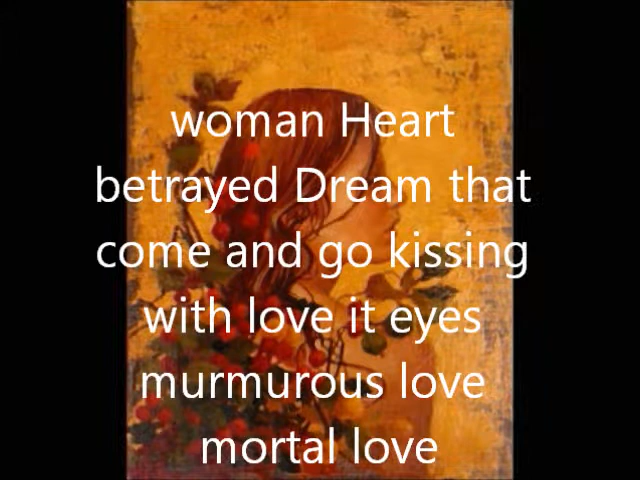 woman Heart
betrayed Dream that
come and go kissing
with love it eyes
murmurous love
mortal love